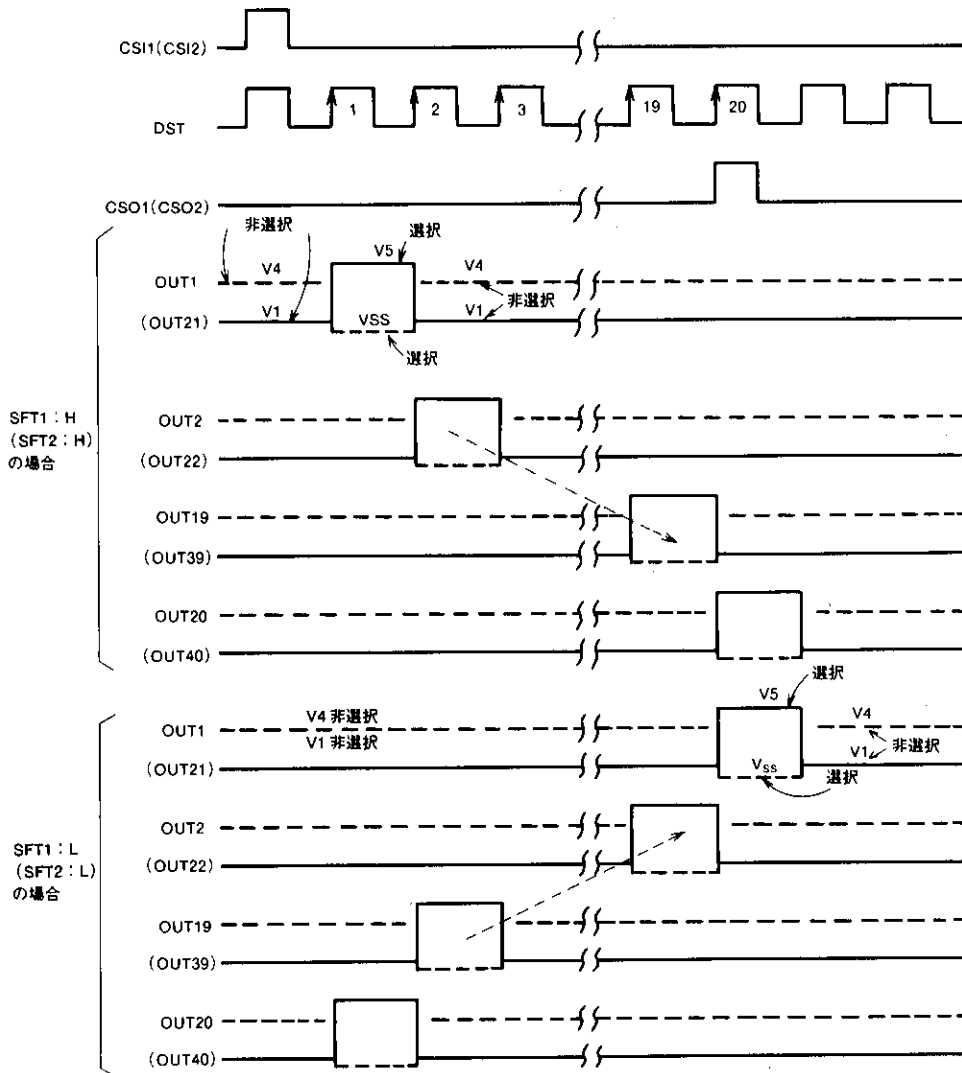 CSI1(CSI2)
DST
1
2
3
19
20
CSO1(CSO2)
SFT1：H
(SFT2：H)
の場合
非選択
V5
選択
OUT1
V4
V4
非選択
(OUT21)
V1
VSS
V1
選択
OUT2
(OUT22)
OUT19
(OUT39)
OUT20
(OUT40)
SFT1：L
(SFT2：L)
の場合
V5
選択
OUT1
V4 非選択
V4
V1 非選択
非選択
(OUT21)
VSS
V1
選択
OUT2
(OUT22)
OUT19
(OUT39)
OUT20
(OUT40)